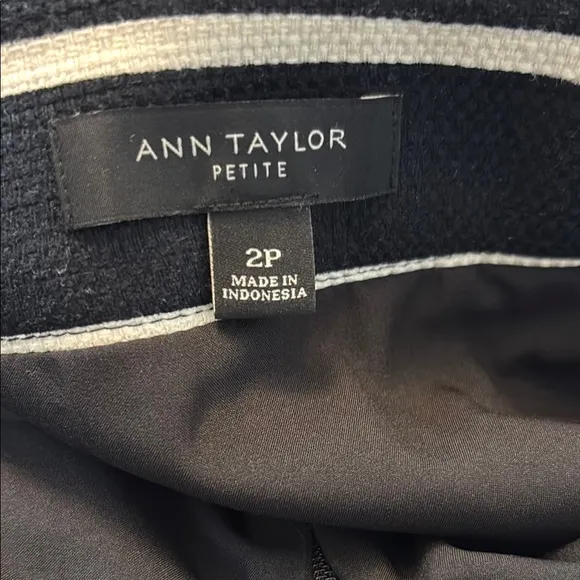 ANN TAYLOR
PETITE
2P
MADE IN
INDONESIA